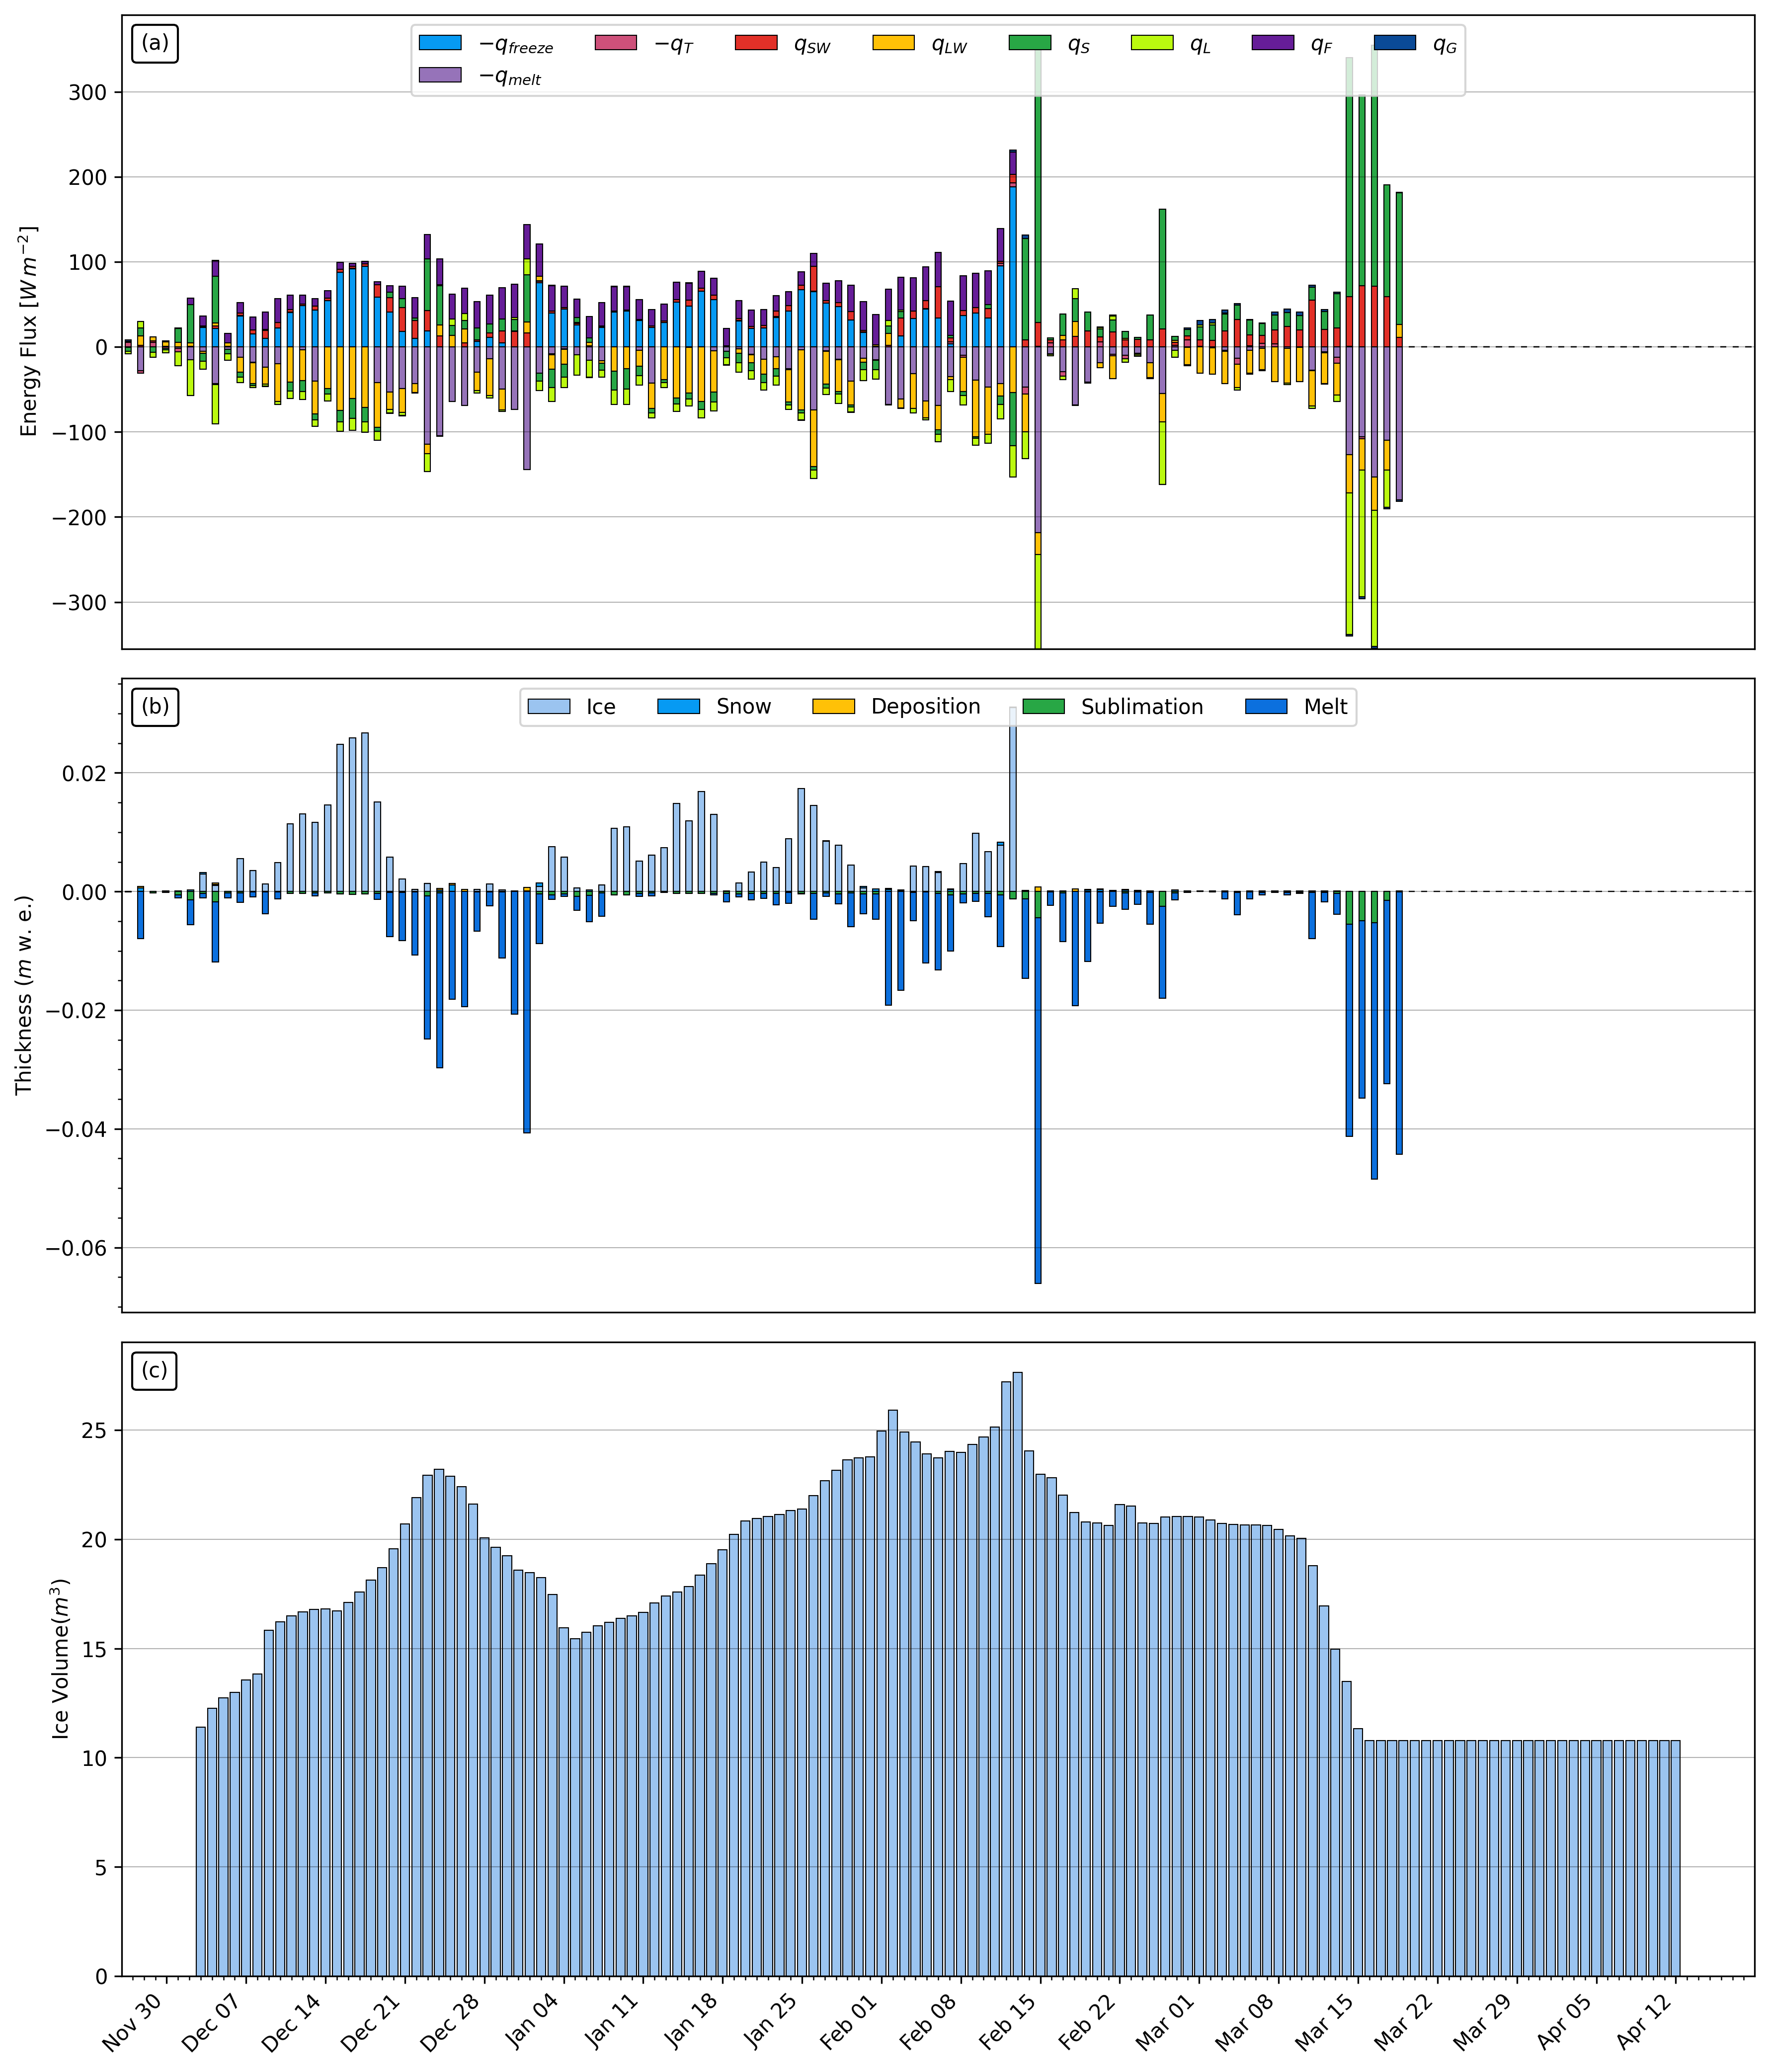 (a)
−q_freeze −q_T q_SW q_LW q_S q_L q_F q_G
−q_melt
Energy Flux [W m⁻²]
300
200
100
0
−100
−200
−300
(b)
Ice Snow Deposition Sublimation Melt
Thickness (m w. e.)
0.02
0.00
−0.02
−0.04
−0.06
(c)
Ice Volume(m³)
25
20
15
10
5
0
Nov 30 Dec 07 Dec 14 Dec 21 Dec 28 Jan 04 Jan 11 Jan 18 Jan 25 Feb 01 Feb 08 Feb 15 Feb 22 Mar 01 Mar 08 Mar 15 Mar 22 Mar 29 Apr 05 Apr 12